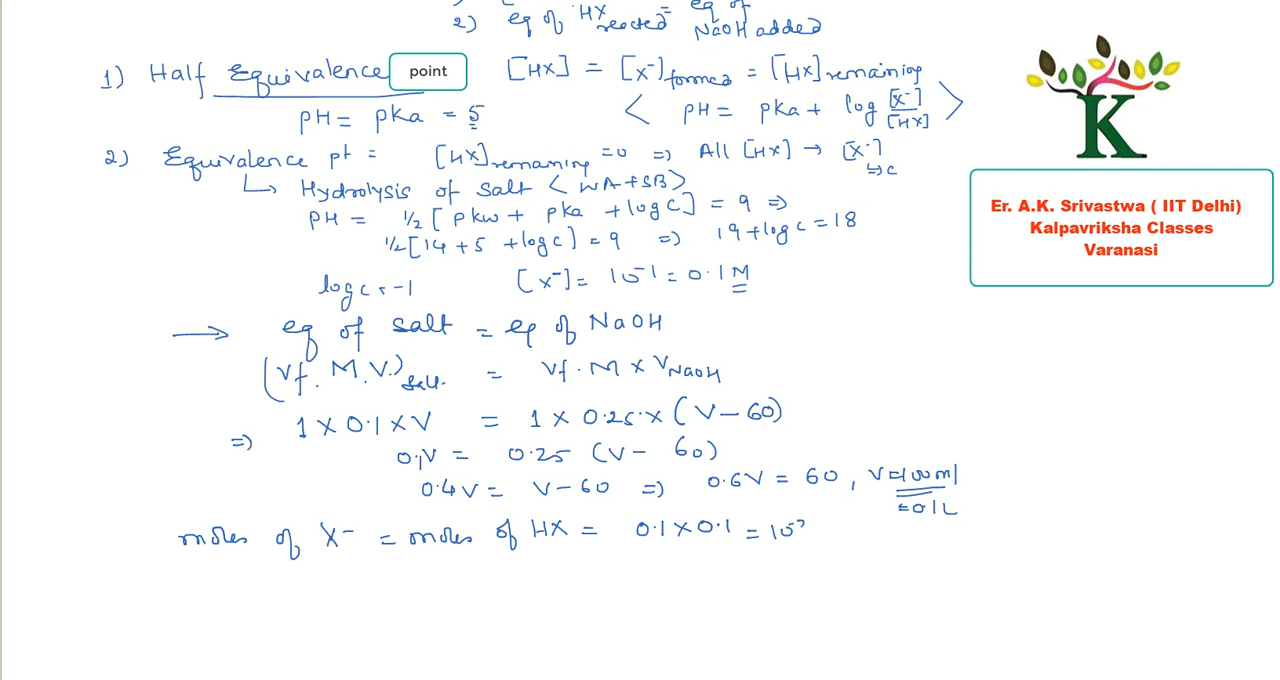 2) eq of HX reacted = eq of NaOH added
1) Half Equivalence point [HX] = [X⁻] formed = [HX] remaining
pH = pka = 5 < pH = pka + log [X⁻]/[HX] >
2) Equivalence pt = [HX] remaining = 0 ⇒ All [HX] → [X⁻]
↳ c
↳ Hydrolysis of salt < WA + SB >
pH = ½ [ pkw + pka + log c ] = 9 ⇒
½ [ 14 + 5 + log c ] = 9 ⇒ 19 + log c = 18
log c = -1 [X⁻] = 10⁻¹ = 0.1 M
→ eq of salt = eq of NaOH
(Vf. M. V.) salt = Vf. M × V NaOH
⇒ 1 × 0.1 × V = 1 × 0.25 × (V – 60)
0.1V = 0.25 (V – 60)
0.4V = V – 60 ⇒ 0.6V = 60 , V = 100 ml
= 0.1 L
moles of X⁻ = moles of HX = 0.1 × 0.1 =
K
Er. A.K. Srivastwa ( IIT Delhi)
Kalpavriksha Classes
Varanasi